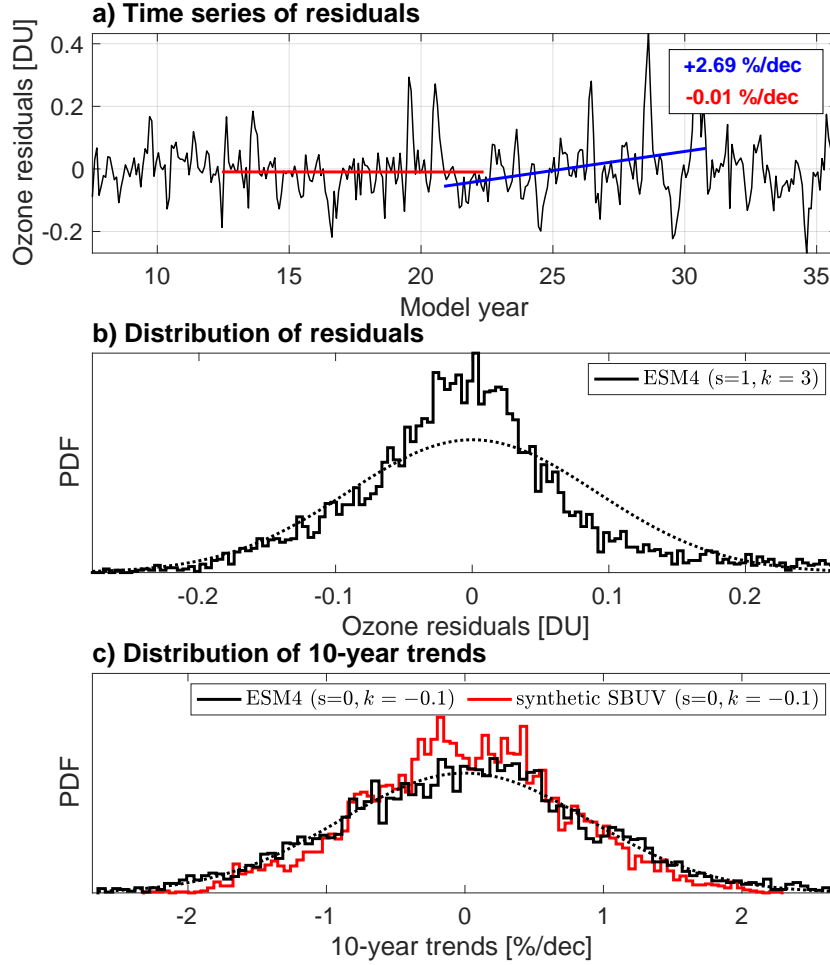 a) Time series of residuals
Ozone residuals [DU]
0.4
0.2
0
-0.2
+2.69 %/dec
-0.01 %/dec
10 15 20 25 30 35
Model year
b) Distribution of residuals
PDF
ESM4 (s=1, k = 3)
-0.2 -0.1 0 0.1 0.2
Ozone residuals [DU]
c) Distribution of 10-year trends
PDF
ESM4 (s=0, k = −0.1) synthetic SBUV (s=0, k = −0.1)
-2 -1 0 1 2
10-year trends [%/dec]